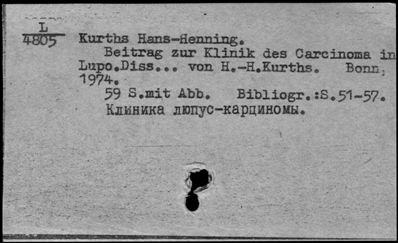 L
4805
Kurths Hans-Henning.
Beitrag zur Klinik des Carcinoma in
Lupo.Diss... von H.-H.Kurths. Bonn,
1974.
59 S.mit Abb. Bibliogr.:S.51-57.
Клиника люпус-карциномы.